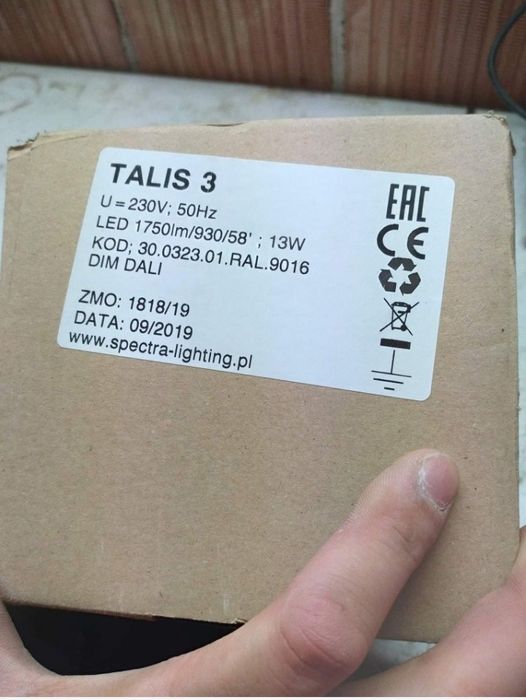 TALIS 3
U=230V; 50Hz
LED 1750lm/930/58' ; 13W
KOD; 30.0323.01.RAL.9016
DIM DALI
ZMO: 1818/19
DATA: 09/2019
www.spectra-lighting.pl
EAC
CE